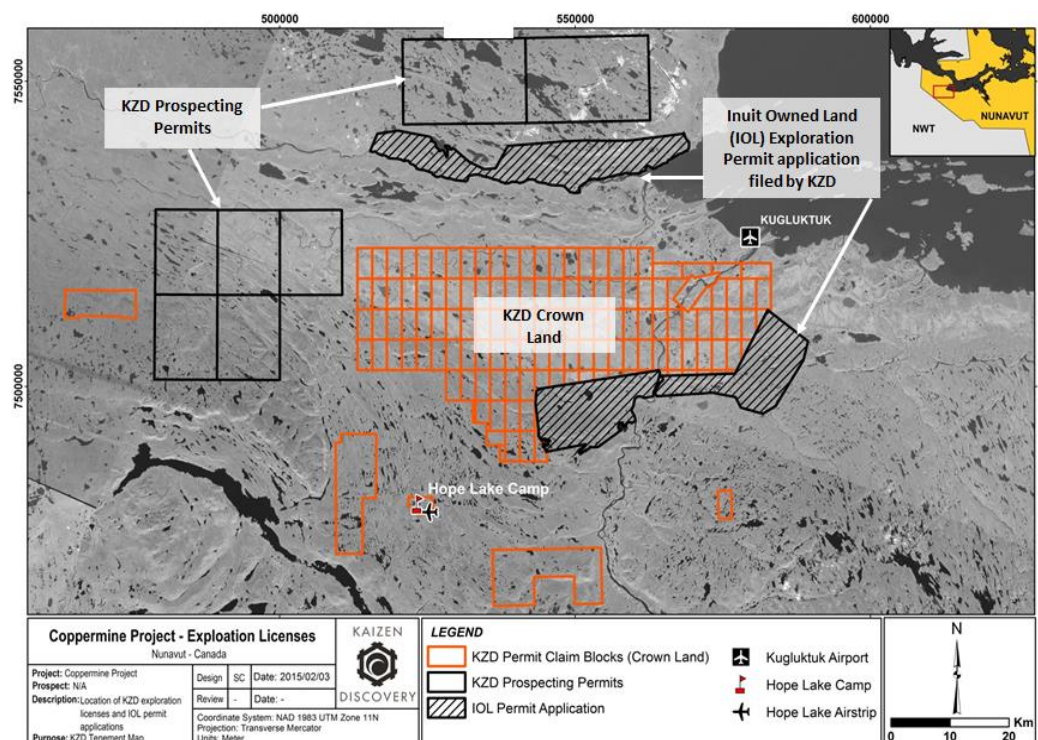 500000
550000
600000
7550000
7500000
KZD Prospecting
Permits
Inuit Owned Land
(IOL) Exploration
Permit application
filed by KZD
NUNAVUT
NWT
KUGLUKTUK
KZD Crown
Land
Hope Lake Camp
Coppermine Project - Exploation Licenses
Nunavut - Canada
Project: Coppermine Project
Prospect: N/A
Description: Location of KZD exploration
licenses and IOL permit
applications
Purpose: KZD Tenement Map
Design SC Date: 2015/02/03
Review - Date: -
Coordinate System: NAD 1983 UTM Zone 11N
Projection: Transverse Mercator
Units: Meter
KAIZEN
DISCOVERY
LEGEND
KZD Permit Claim Blocks (Crown Land)
KZD Prospecting Permits
IOL Permit Application
Kugluktuk Airport
Hope Lake Camp
Hope Lake Airstrip
N
Km
0 10 20